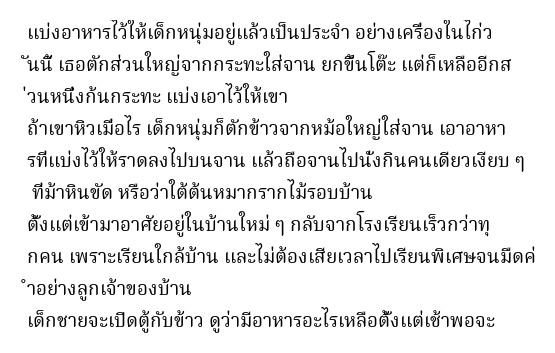 แบ่งอาหารไว้ให้เด็กหนุ่มอยู่แล้วเป็นประจำ อย่างเครื่องในไก่ว
ันนี้ เธอตักส่วนใหญ่จากกระทะใส่จาน ยกขึ้นโต๊ะ แต่ก็เหลืออีกส
่วนหนึ่งก้นกระทะ แบ่งเอาไว้ให้เขา
ถ้าเขาหิวเมื่อไร เด็กหนุ่มก็ตักข้าวจากหม้อใหญ่ใส่จาน เอาอาหา
รที่แบ่งไว้ให้ราดลงไปบนจาน แล้วถือจานไปนั่งกินคนเดียวเงียบ ๆ
ที่ม้าหินขัด หรือว่าใต้ต้นหมากรากไม้รอบบ้าน
ตั้งแต่เข้ามาอาศัยอยู่ในบ้านใหม่ ๆ กลับจากโรงเรียนเร็วกว่าทุ
กคน เพราะเรียนใกล้บ้าน และไม่ต้องเสียเวลาไปเรียนพิเศษจนมืดค่
ำอย่างลูกเจ้าของบ้าน
เด็กชายจะเปิดตู้กับข้าว ดูว่ามีอาหารอะไรเหลือตั้งแต่เช้าพอจะ